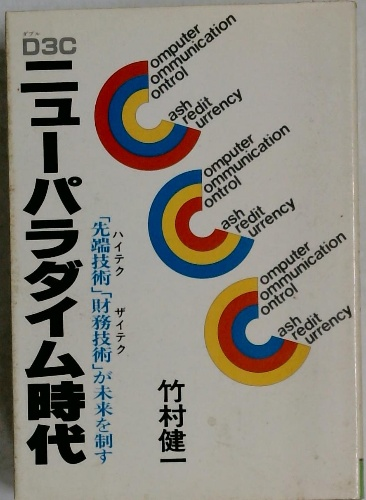 ダブル
D3C
ニューパラダイム時代
ハイテク
ザイテク
「先端技術」「財務技術」が未来を制す
竹村健一
omputer
ommunication
ontrol
ash
redit
urrency
omputer
ommunication
ontrol
ash
redit
urrency
omputer
ommunication
ontrol
ash
redit
urrency